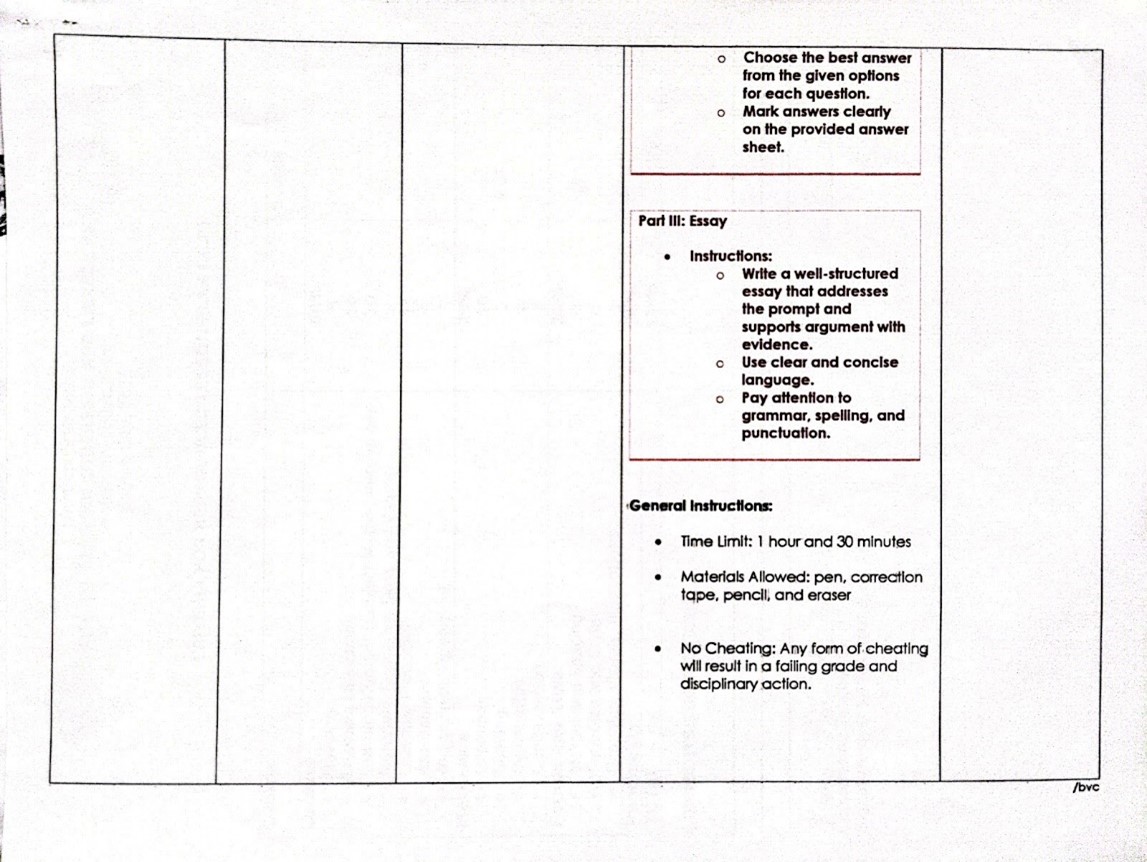 o Choose the best answer
from the given options
for each question.
o Mark answers clearly
on the provided answer
sheet.
Part III: Essay
• Instructions:
o Write a well-structured
essay that addresses
the prompt and
supports argument with
evidence.
o Use clear and concise
language.
o Pay attention to
grammar, spelling, and
punctuation.
General Instructions:
• Time Limit: 1 hour and 30 minutes
• Materials Allowed: pen, correction
tape, pencil, and eraser
• No Cheating: Any form of cheating
will result in a failing grade and
disciplinary action.
/bvc